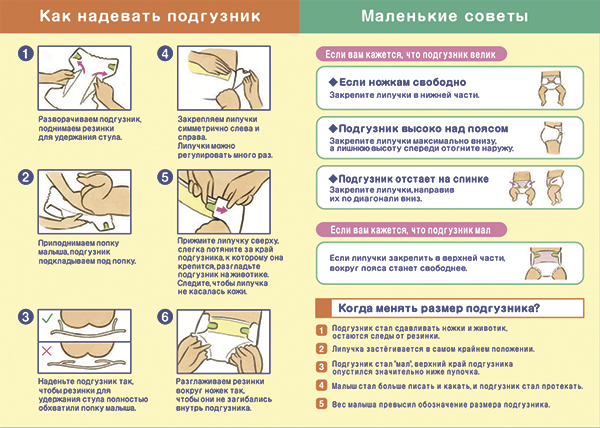 Как надевать подгузник
1
Разворачиваем подгузник,
поднимаем резинки
для удержания стула.
2
Приподнимаем попку
малыша, подгузник
подкладываем под попку.
3
Наденьте подгузник так,
чтобы резинки для
удержания стула полностью
обхватили попку малыша.
4
Закрепляем липучки
симметрично слева и
справа.
Липучки можно
регулировать много раз.
5
Прижмите липучку сверху,
слегка потяните за край
подгузника, к которому она
крепится, разгладьте
подгузник на животике.
Следите, чтобы липучка
не касалась кожи.
6
Разглаживаем резинки
вокруг ножек так,
чтобы они не загибались
внутрь подгузника.
Маленькие советы
Если вам кажется, что подгузник велик
◆Если ножкам свободно
Закрепите липучки в нижней части.
◆Подгузник высоко над поясом
Закрепите липучки максимально внизу,
а лишнюю высоту спереди отогните наружу.
◆Подгузник отстает на спинке
Закрепите липучки, направив
их по диагонали вниз.
Если вам кажется, что подгузник мал
Если липучки закрепить в верхней части,
вокруг пояса станет свободнее.
Когда менять размер подгузника?
1 Подгузник стал сдавливать ножки и животик,
остаются следы от резинки.
2 Липучка застёгивается в самом крайнем положении.
3 Подгузник стал "мал", верхний край подгузника
опустился значительно ниже пупочка.
4 Малыш стал больше писать и какать, и подгузник стал протекать.
5 Вес малыша превысил обозначение размера подгузника.